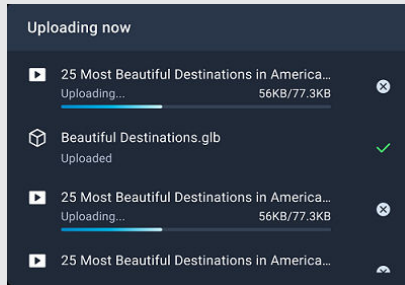 Uploading now
25 Most Beautiful Destinations in America...
Uploading... 56KB/77.3KB
Beautiful Destinations.glb
Uploaded
25 Most Beautiful Destinations in America...
Uploading... 56KB/77.3KB
25 Most Beautiful Destinations in America...